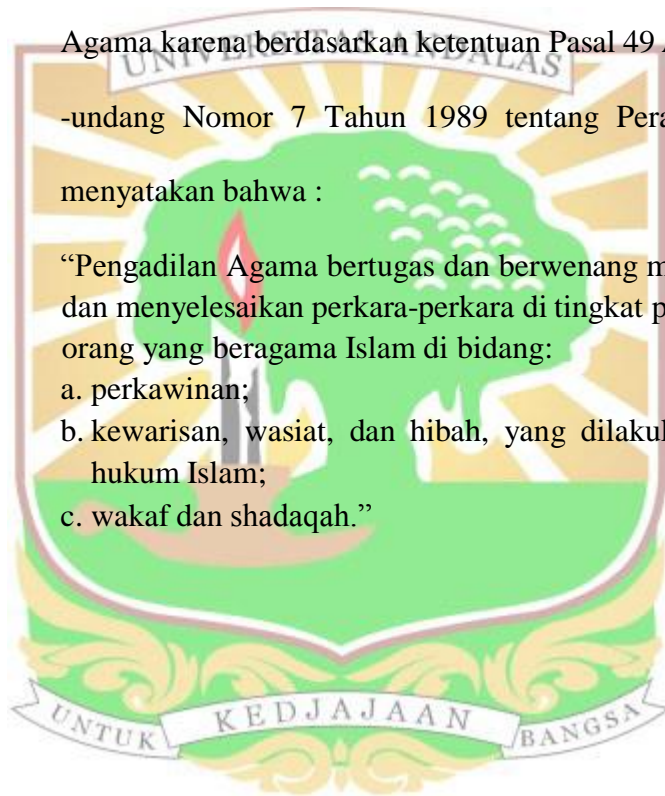 Agama karena berdasarkan ketentuan Pasal 49
UNIVERSITAS ANDALAS
-undang Nomor 7 Tahun 1989 tentang
menyatakan bahwa :
“Pengadilan Agama bertugas dan berwenang
dan menyelesaikan perkara-perkara di tingkat
orang yang beragama Islam di bidang:
a. perkawinan;
b. kewarisan, wasiat, dan hibah, yang
hukum Islam;
c. wakaf dan shadaqah.”
UNTUK KEDJAJAAN BANGSA